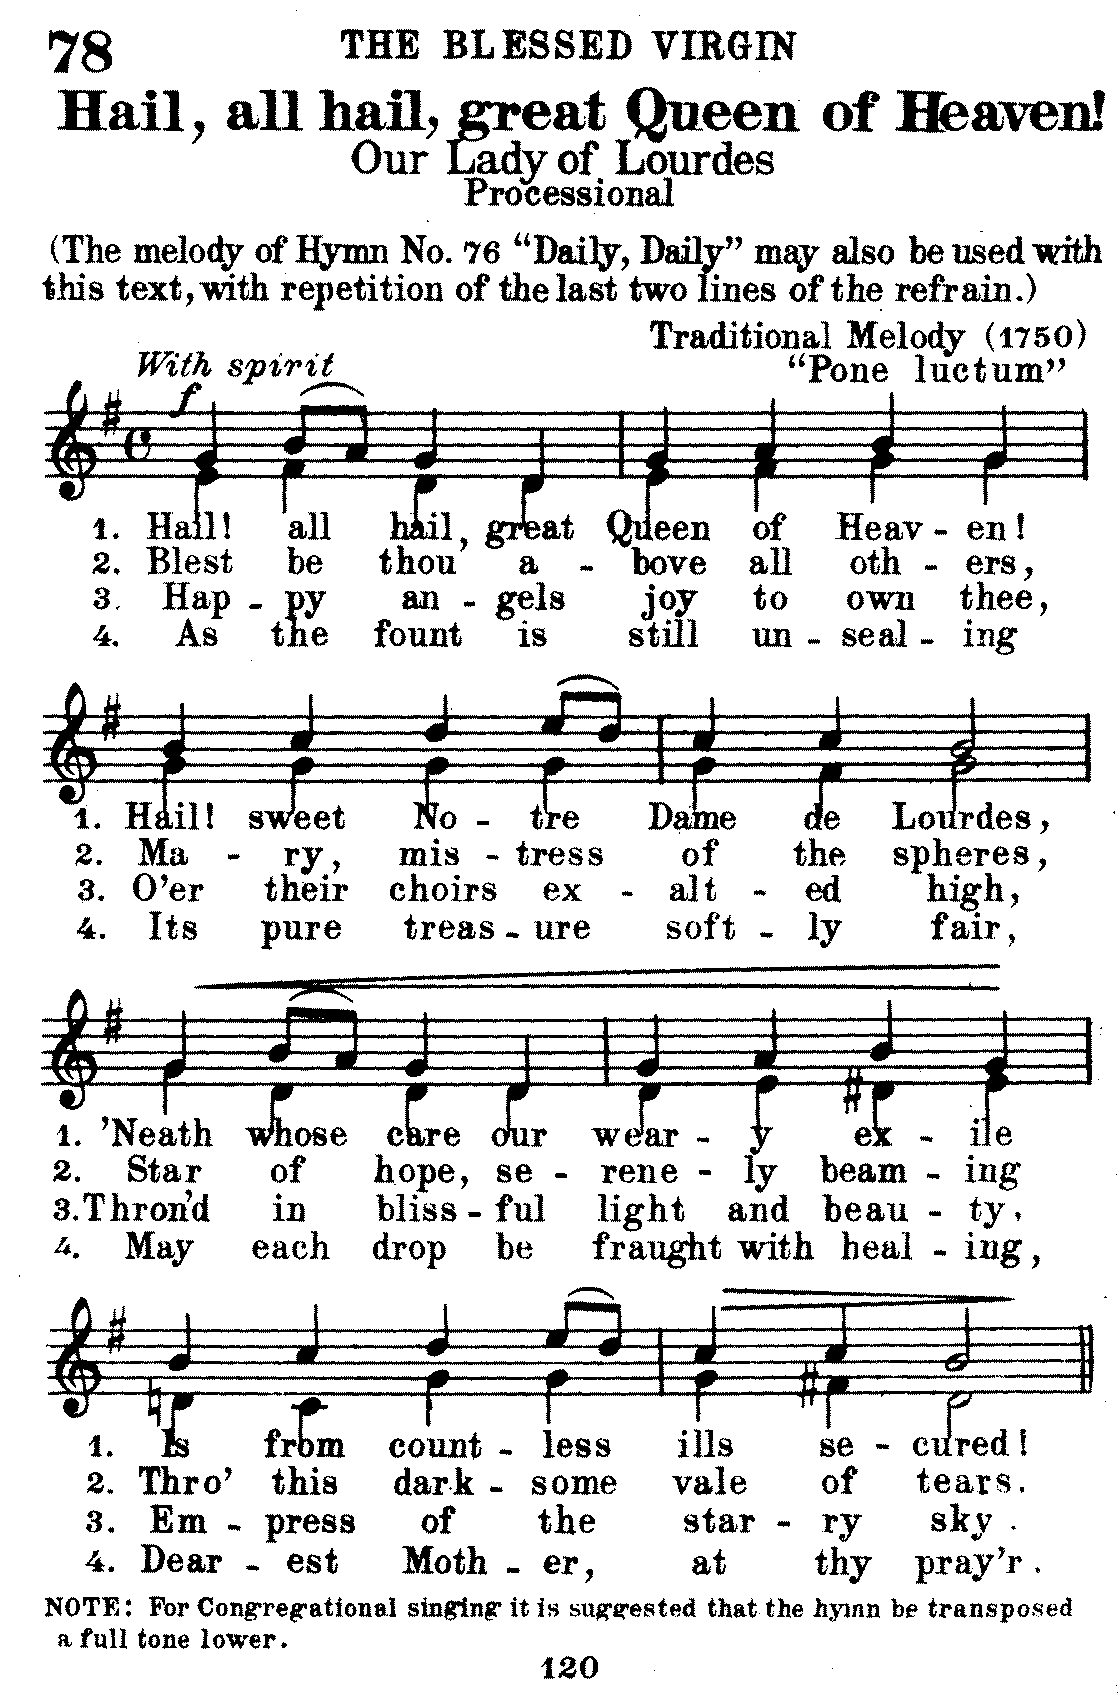 78 THE BLESSED VIRGIN
Hail, all hail, great Queen of Heaven!
Our Lady of Lourdes
Processional
(The melody of Hymn No. 76 “Daily, Daily” may also be used with
this text, with repetition of the last two lines of the refrain.)
Traditional Melody (1750)
With spirit “Pone luctum”
f
1. Hail! all hail, great Queen of Heav - en!
2. Blest be thou a - bove all oth - ers,
3. Hap - py an - gels joy to own thee,
4. As the fount is still un - seal - ing
1. Hail! sweet No - tre Dame de Lourdes,
2. Ma - ry, mis - tress of the spheres,
3. O’er their choirs ex - alt - ed high,
4. Its pure treas - ure soft - ly fair,
1. ’Neath whose care our wear - y ex - ile
2. Star of hope, se - rene - ly beam - ing
3. Thron’d in bliss - ful light and beau - ty,
4. May each drop be fraught with heal - ing,
1. Is from count - less ills se - cured!
2. Thro’ this dark - some vale of tears.
3. Em - press of the star - ry sky.
4. Dear - est Moth - er, at thy pray’r.
NOTE: For Congregational singing it is suggested that the hymn be transposed
a full tone lower.
120